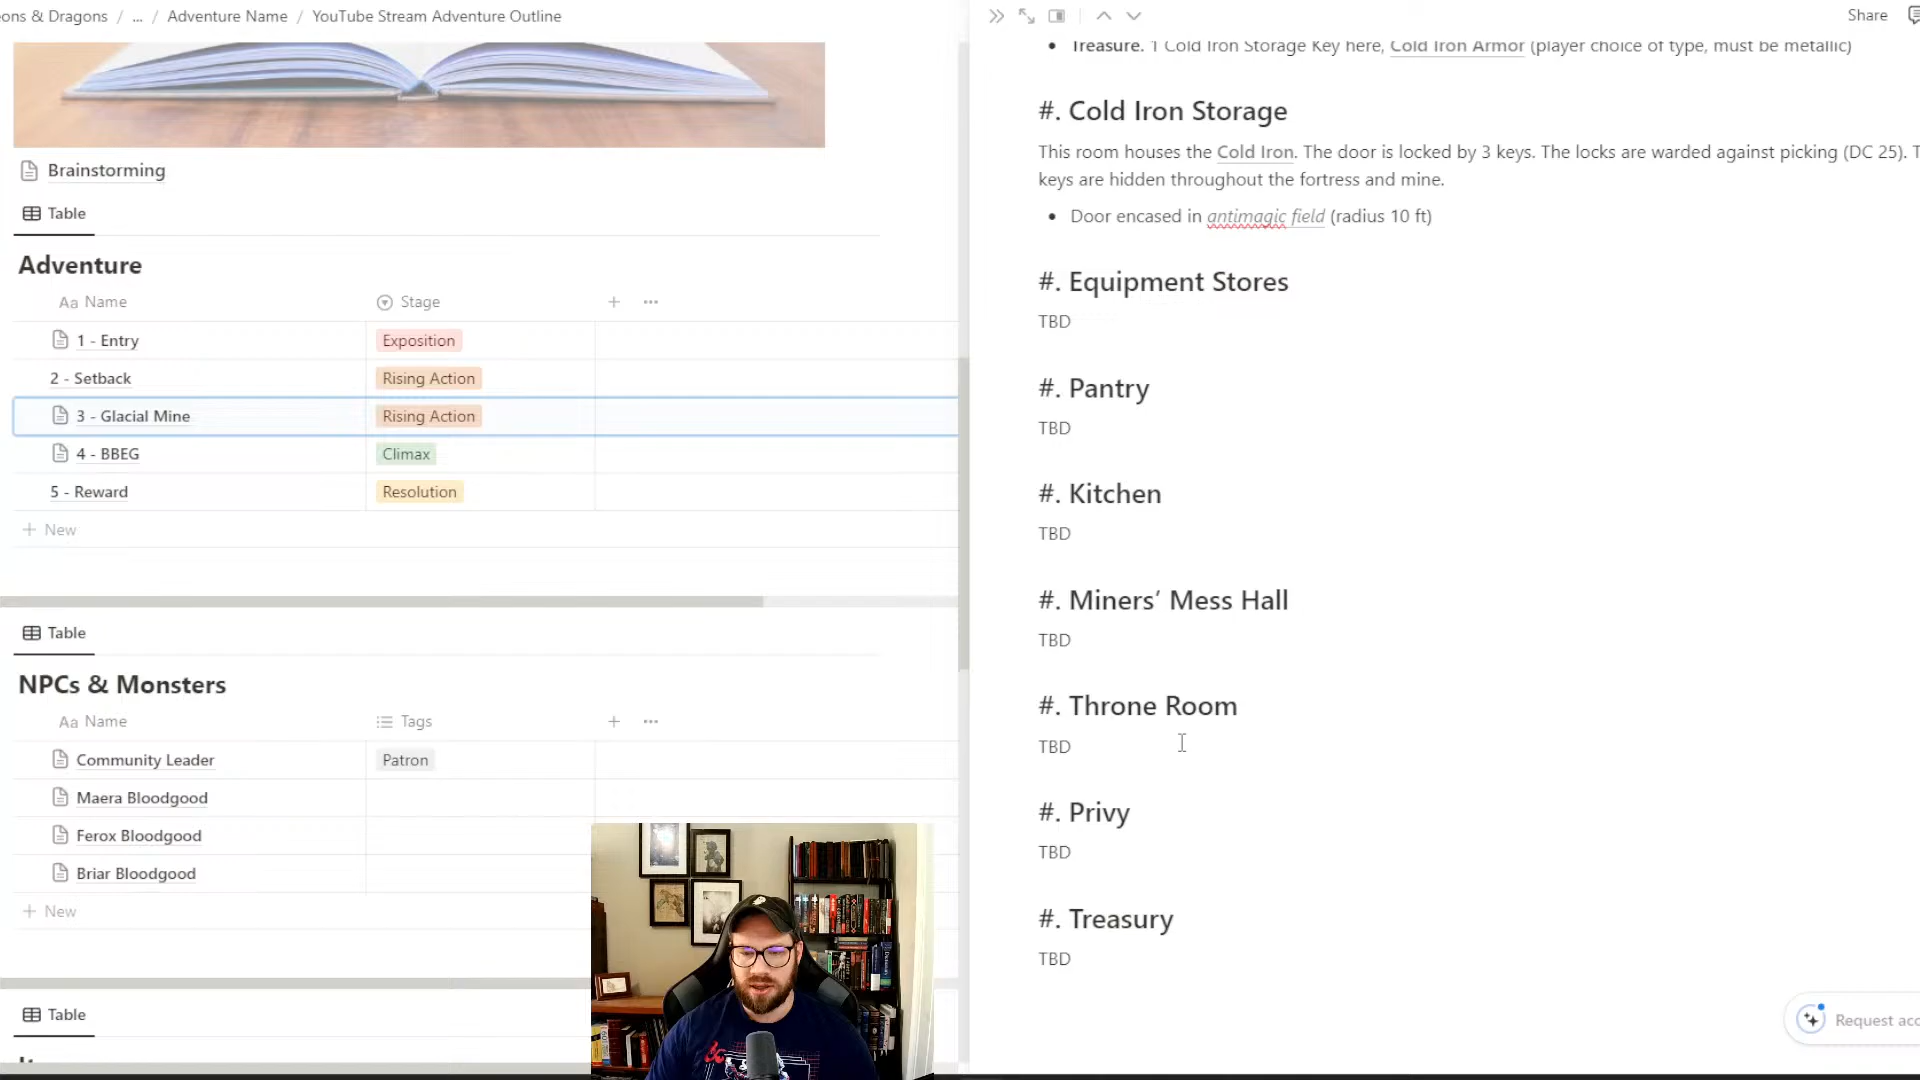 ons & Dragons / ... / Adventure Name / YouTube Stream Adventure Outline
Brainstorming
Table
Adventure
Aa Name Stage
1 - Entry Exposition
2 - Setback Rising Action
3 - Glacial Mine Rising Action
4 - BBEG Climax
5 - Reward Resolution
+ New
Table
NPCs & Monsters
Aa Name Tags
Community Leader Patron
Maera Bloodgood
Ferox Bloodgood
Briar Bloodgood
+ New
Table
Share
• Treasure. 1 Cold Iron Storage Key here, Cold Iron Armor (player choice of type, must be metallic)
#. Cold Iron Storage
This room houses the Cold Iron. The door is locked by 3 keys. The locks are warded against picking (DC 25). T
keys are hidden throughout the fortress and mine.
• Door encased in antimagic field (radius 10 ft)
#. Equipment Stores
TBD
#. Pantry
TBD
#. Kitchen
TBD
#. Miners’ Mess Hall
TBD
#. Throne Room
TBD
#. Privy
TBD
#. Treasury
TBD
Request acc